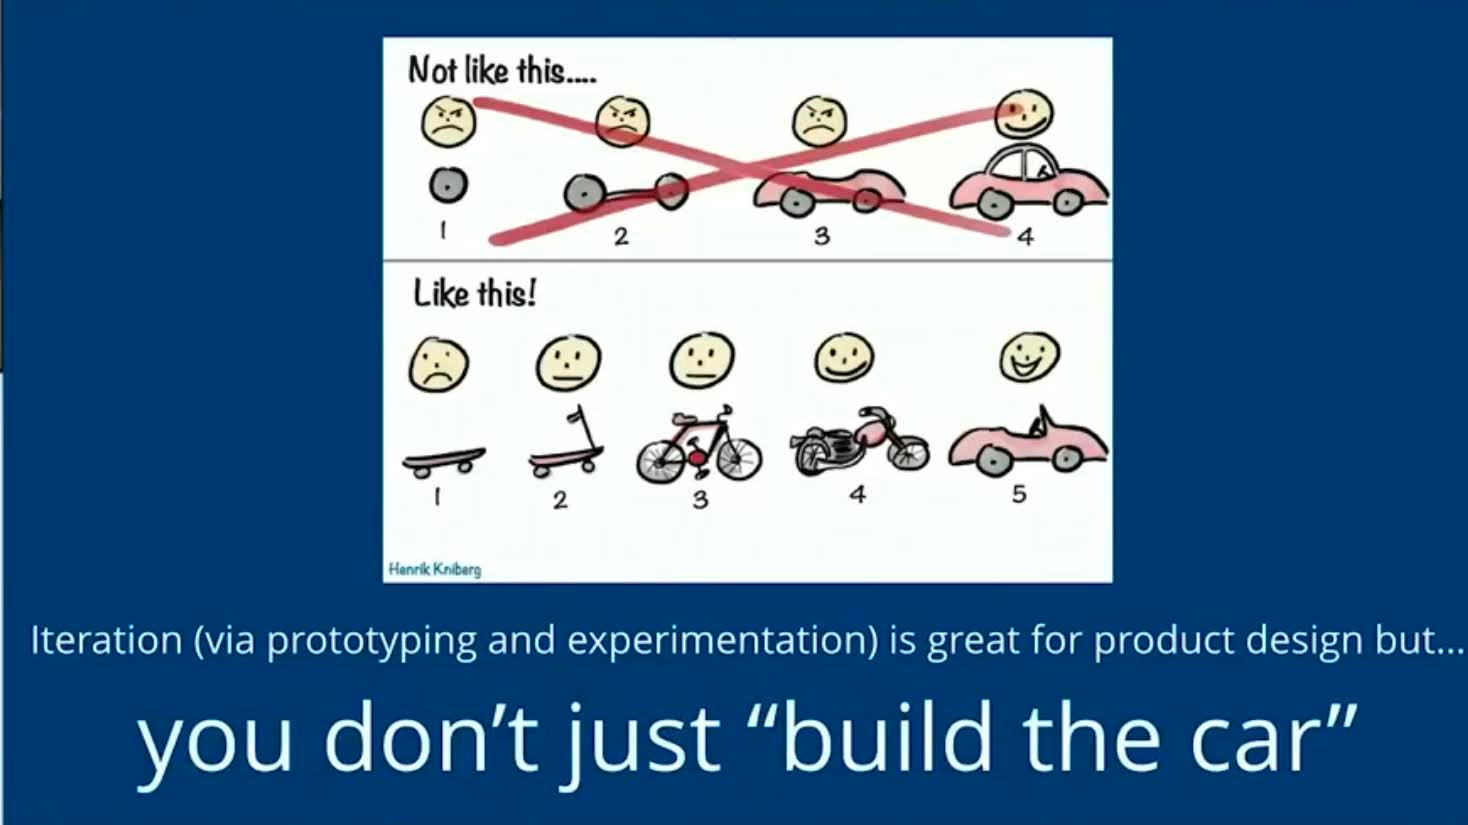 Not like this....
1 2 3 4
Like this!
1 2 3 4 5
Henrik Kniberg
Iteration (via prototyping and experimentation) is great for product design but...
you don’t just “build the car”